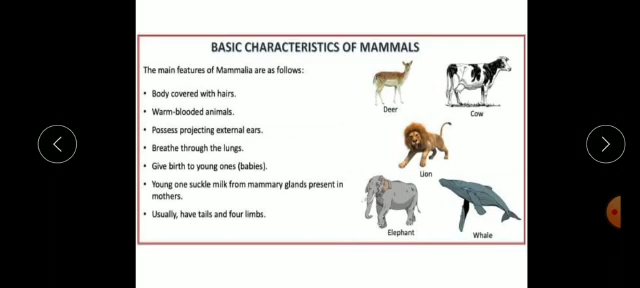 BASIC CHARACTERISTICS OF MAMMALS
The main features of Mammalia are as follows:
• Body covered with hairs.
• Warm-blooded animals.
• Possess projecting external ears.
• Breathe through the lungs.
• Give birth to young ones (babies).
• Young one suckle milk from mammary glands present in
mothers.
• Usually, have tails and four limbs.
Deer
Cow
Lion
Elephant
Whale